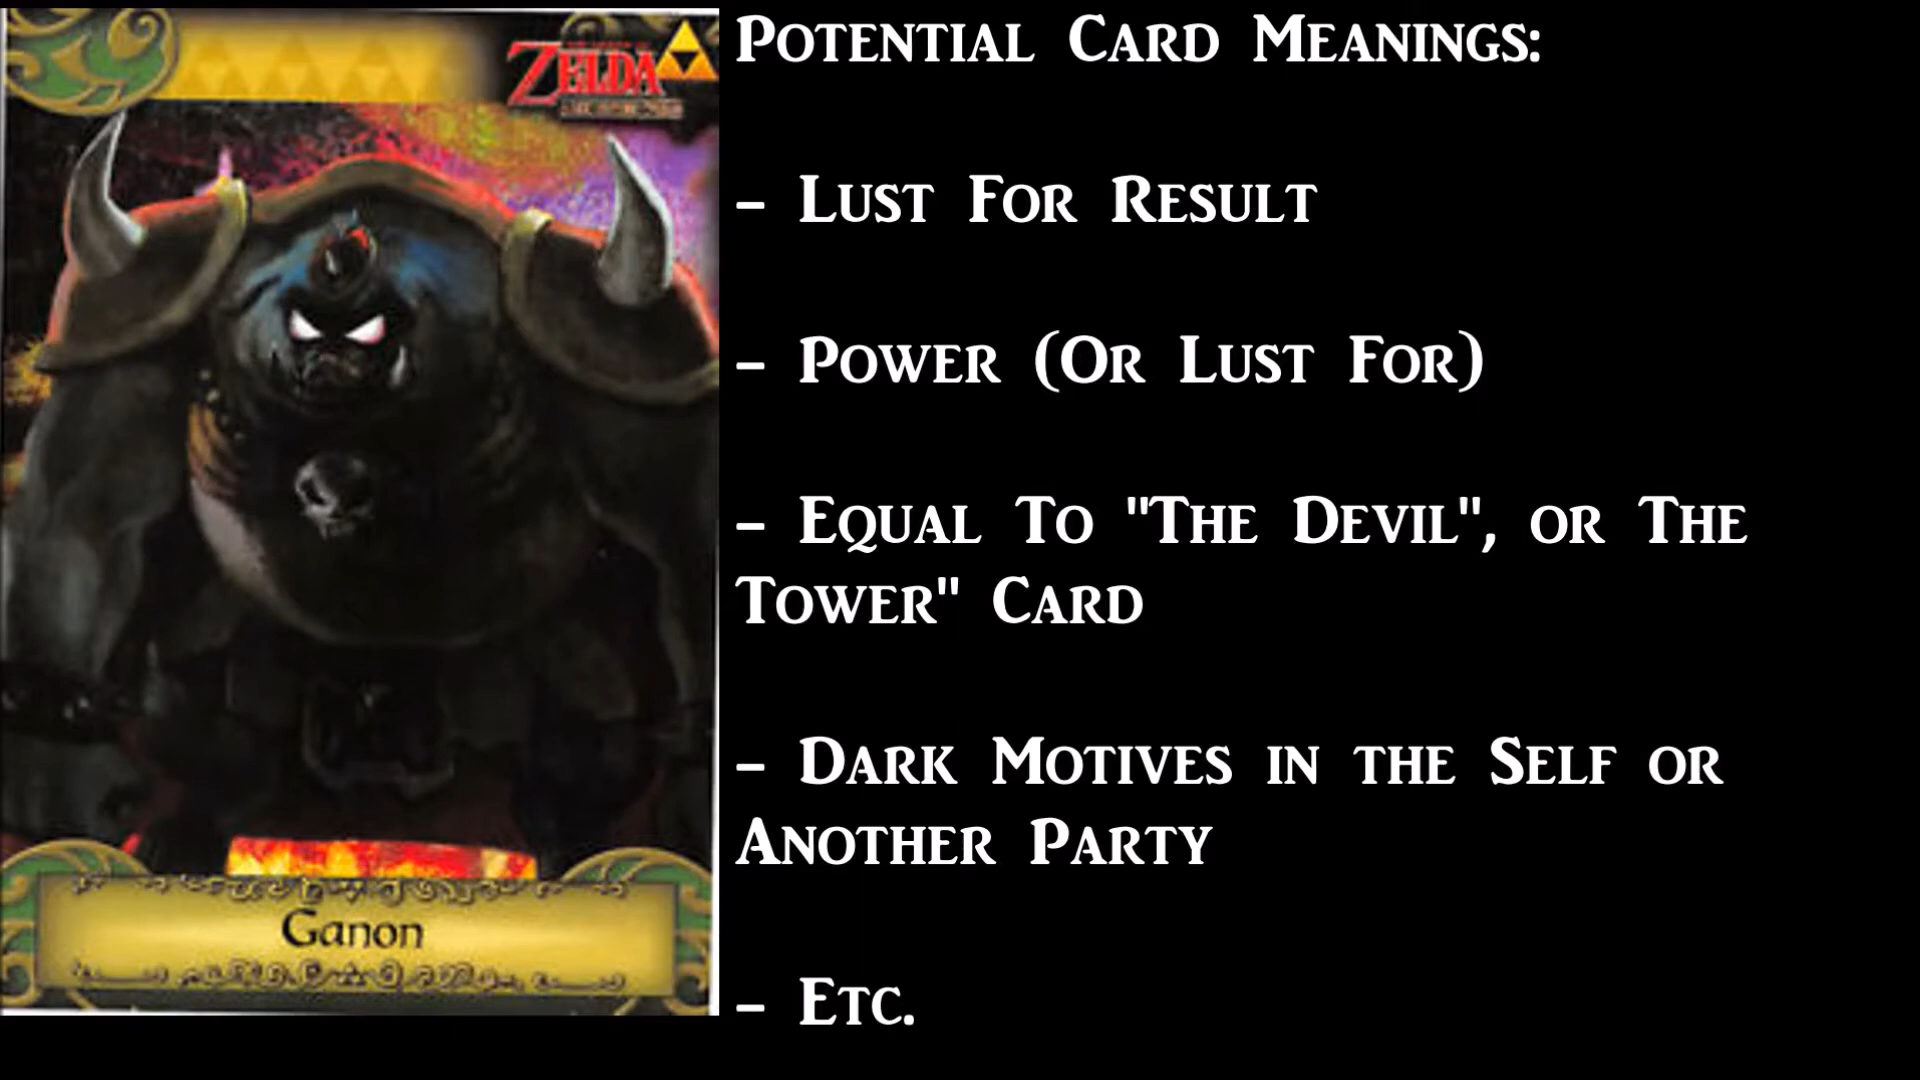 ZELDA
Ganon
Potential Card Meanings:
- Lust For Result
- Power (Or Lust For)
- Equal To "The Devil", or The
Tower" Card
- Dark Motives in the Self or
Another Party
- Etc.